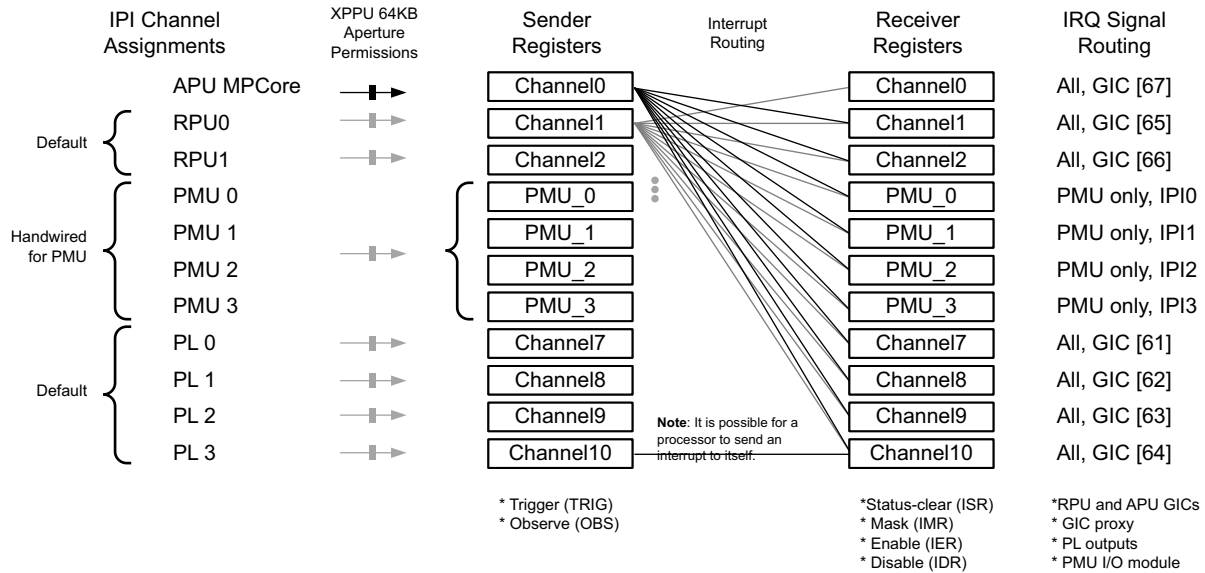 IPI Channel
Assignments
XPPU 64KB
Aperture
Permissions
Sender
Registers
Interrupt
Routing
Receiver
Registers
IRQ Signal
Routing
APU MPCore
Channel0
Channel0
All, GIC [67]
Default
RPU0
Channel1
Channel1
All, GIC [65]
RPU1
Channel2
Channel2
All, GIC [66]
Handwired
for PMU
PMU 0
PMU_0
PMU_0
PMU only, IPI0
PMU 1
PMU_1
PMU_1
PMU only, IPI1
PMU 2
PMU_2
PMU_2
PMU only, IPI2
PMU 3
PMU_3
PMU_3
PMU only, IPI3
Default
PL 0
Channel7
Channel7
All, GIC [61]
PL 1
Channel8
Channel8
All, GIC [62]
PL 2
Channel9
Channel9
All, GIC [63]
PL 3
Channel10
Channel10
All, GIC [64]
Note: It is possible for a
processor to send an
interrupt to itself.
* Trigger (TRIG)
* Observe (OBS)
*Status-clear (ISR)
* Mask (IMR)
* Enable (IER)
* Disable (IDR)
*RPU and APU GICs
* GIC proxy
* PL outputs
* PMU I/O module